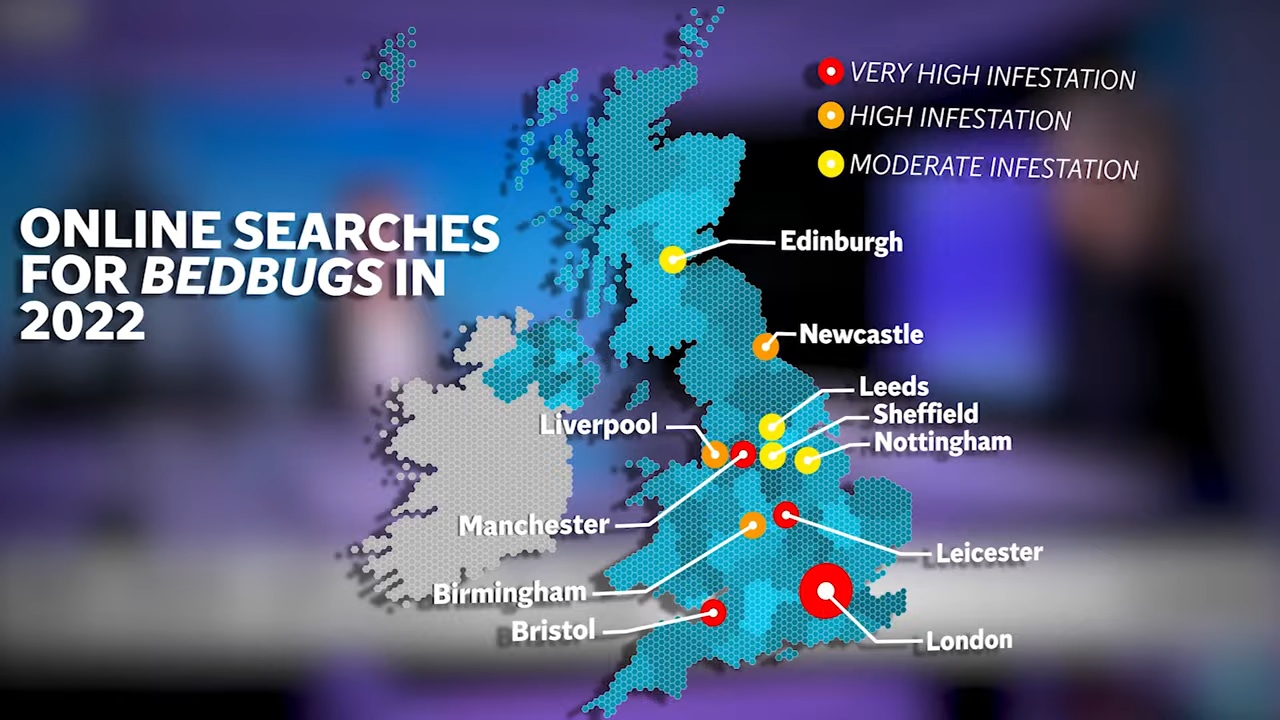 ONLINE SEARCHES
FOR BEDBUGS IN
2022
VERY HIGH INFESTATION
HIGH INFESTATION
MODERATE INFESTATION
Edinburgh
Newcastle
Leeds
Sheffield
Nottingham
Liverpool
Manchester
Leicester
Birmingham
Bristol
London